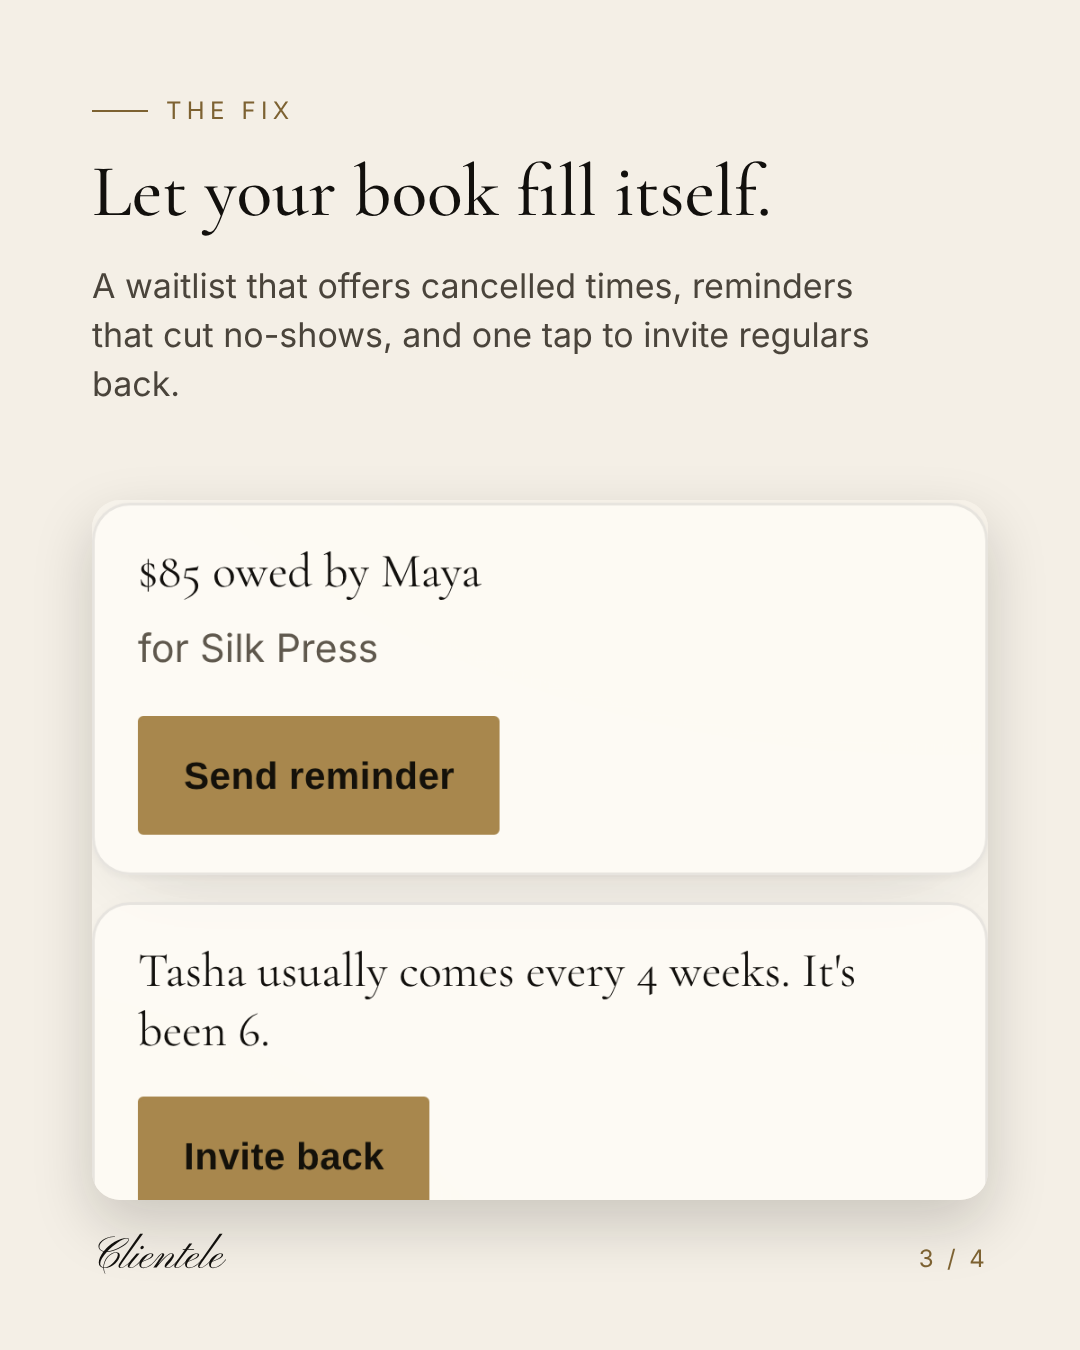 THE FIX
Let your book fill itself.
A waitlist that offers cancelled times, reminders
that cut no-shows, and one tap to invite regulars
back.
$85 owed by Maya
for Silk Press
Send reminder
Tasha usually comes every 4 weeks. It's
been 6.
Invite back
Clientele
3 / 4